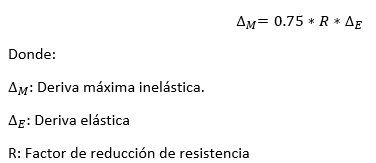 Δ_M= 0.75 * R * Δ_E
Donde:
Δ_M: Deriva máxima inelástica.
Δ_E: Deriva elástica
R: Factor de reducción de resistencia